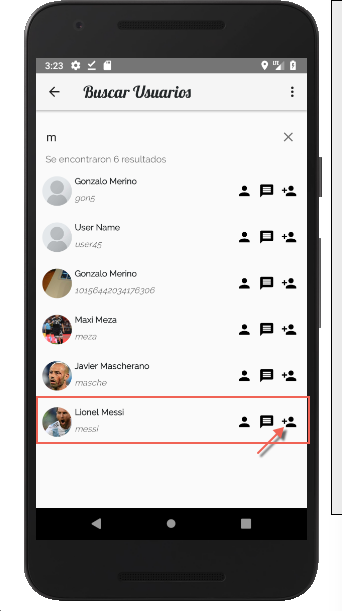 3:23
Buscar Usuarios
m
Se encontraron 6 resultados
Gonzalo Merino
gon5
User Name
user45
Gonzalo Merino
10156442034176306
Maxi Meza
meza
Javier Mascherano
masche
Lionel Messi
messi